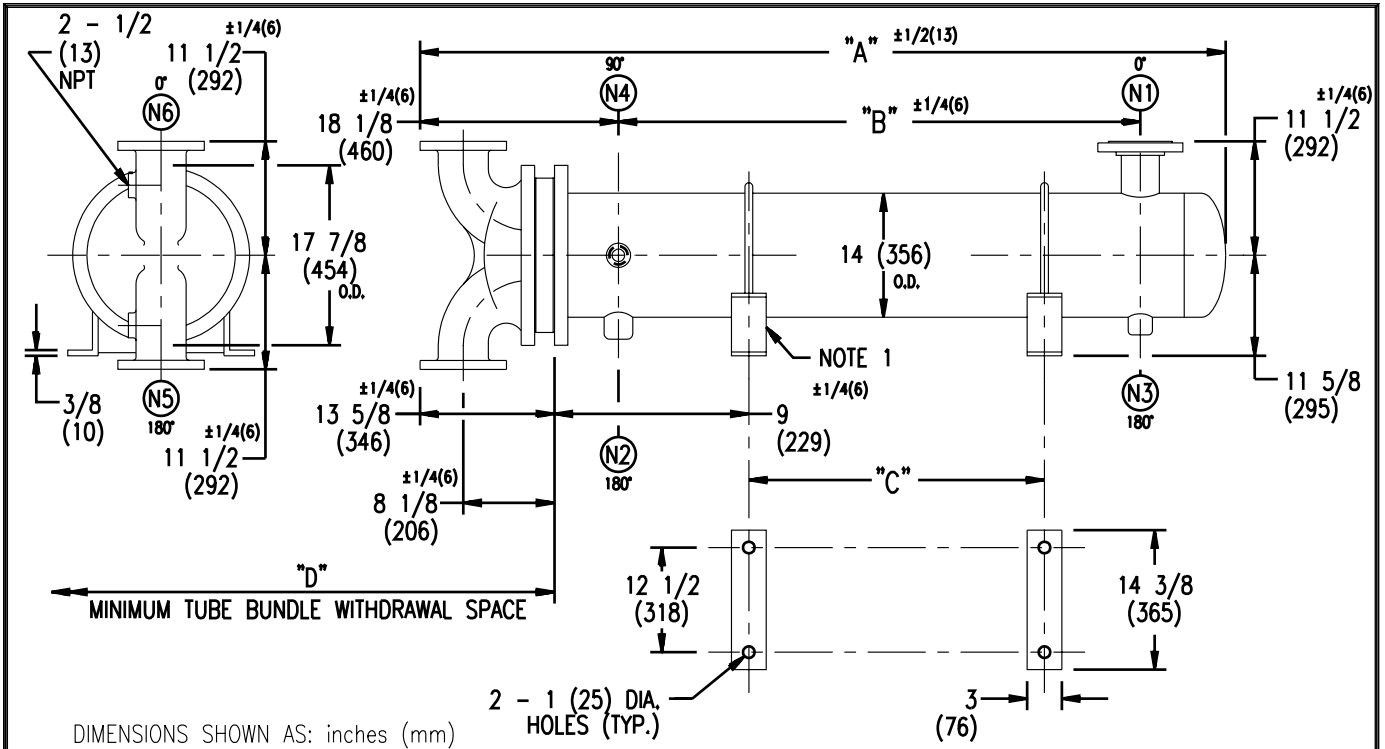 2 - 1/2
(13)
NPT
±1/4(6)
11 1/2
(292)
0°
N6
17 7/8
(454)
O.D.
3/8
(10)
N5
180°
±1/4(6)
11 1/2
(292)
"A" ±1/2(13)
90°
N4
0°
N1
±1/4(6)
18 1/8
(460)
"B" ±1/4(6)
±1/4(6)
11 1/2
(292)
14 (356)
O.D.
NOTE 1
±1/4(6)
13 5/8
(346)
±1/4(6)
9
(229)
N2
180°
N3
180°
11 5/8
(295)
±1/4(6)
8 1/8
(206)
"C"
"D"
MINIMUM TUBE BUNDLE WITHDRAWAL SPACE
12 1/2
(318)
14 3/8
(365)
2 - 1 (25) DIA.
HOLES (TYP.)
3
(76)
DIMENSIONS SHOWN AS: inches (mm)